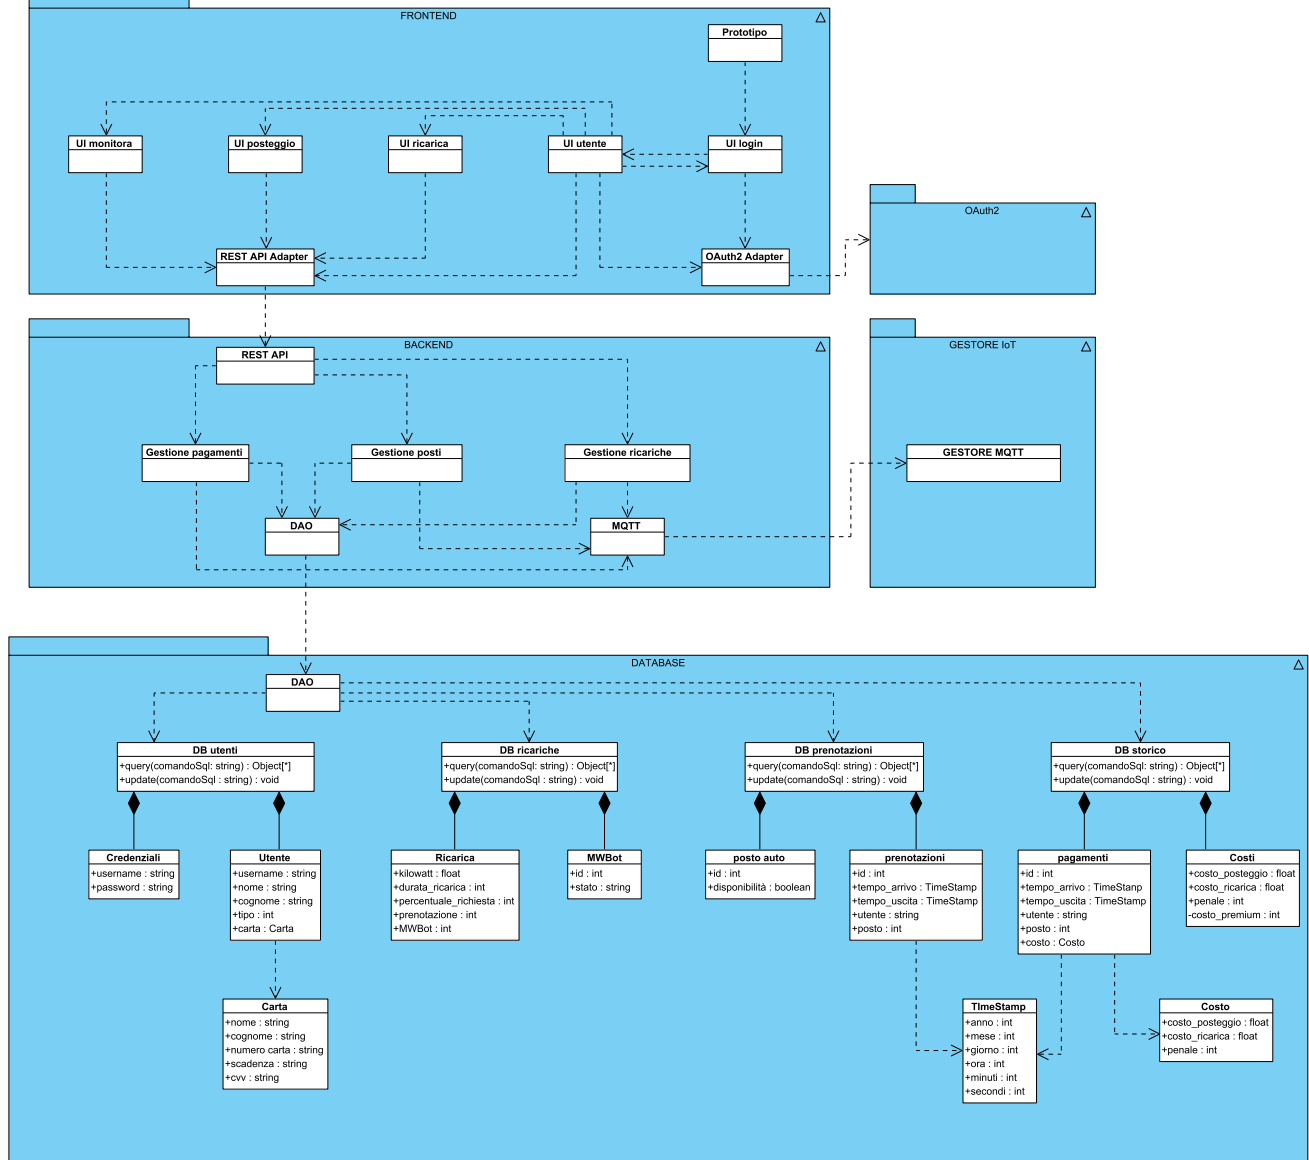 FRONTEND
Prototipo
UI monitora
UI posteggio
UI ricarica
UI utente
UI login
REST API Adapter
OAuth2 Adapter
OAuth2
BACKEND
REST API
Gestione pagamenti
Gestione posti
Gestione ricariche
DAO
MQTT
GESTORE IoT
GESTORE MQTT
DATABASE
DAO
DB utenti
+query(comandoSql: string) : Object[*]
+update(comandoSql : string) : void
DB ricariche
+query(comandoSql: string) : Object[*]
+update(comandoSql : string) : void
DB prenotazioni
+query(comandoSql: string) : Object[*]
+update(comandoSql : string) : void
DB storico
+query(comandoSql: string) : Object[*]
+update(comandoSql : string) : void
Credenziali
+username : string
+password : string
Utente
+username : string
+nome : string
+cognome : string
+tipo : int
+carta : Carta
Ricarica
+kilowatt : float
+durata_ricarica : int
+percentuale_richiesta : int
+prenotazione : int
+MWBot : int
MWBot
+id : int
+stato : string
posto auto
+id : int
+disponibilità : boolean
prenotazioni
+id : int
+tempo_arrivo : TimeStamp
+tempo_uscita : TimeStamp
+utente : string
+posto : int
pagamenti
+id : int
+tempo_arrivo : TimeStanp
+tempo_uscita : TimeStamp
+utente : string
+posto : int
+costo : Costo
Costi
+costo_posteggio : float
+costo_ricarica : float
+penale : int
-costo_premium : int
Carta
+nome : string
+cognome : string
+numero carta : string
+scadenza : string
+cvv : string
TImeStamp
+anno : int
+mese : int
+giorno : int
+ora : int
+minuti : int
+secondi : int
Costo
+costo_posteggio : float
+costo_ricarica : float
+penale : int